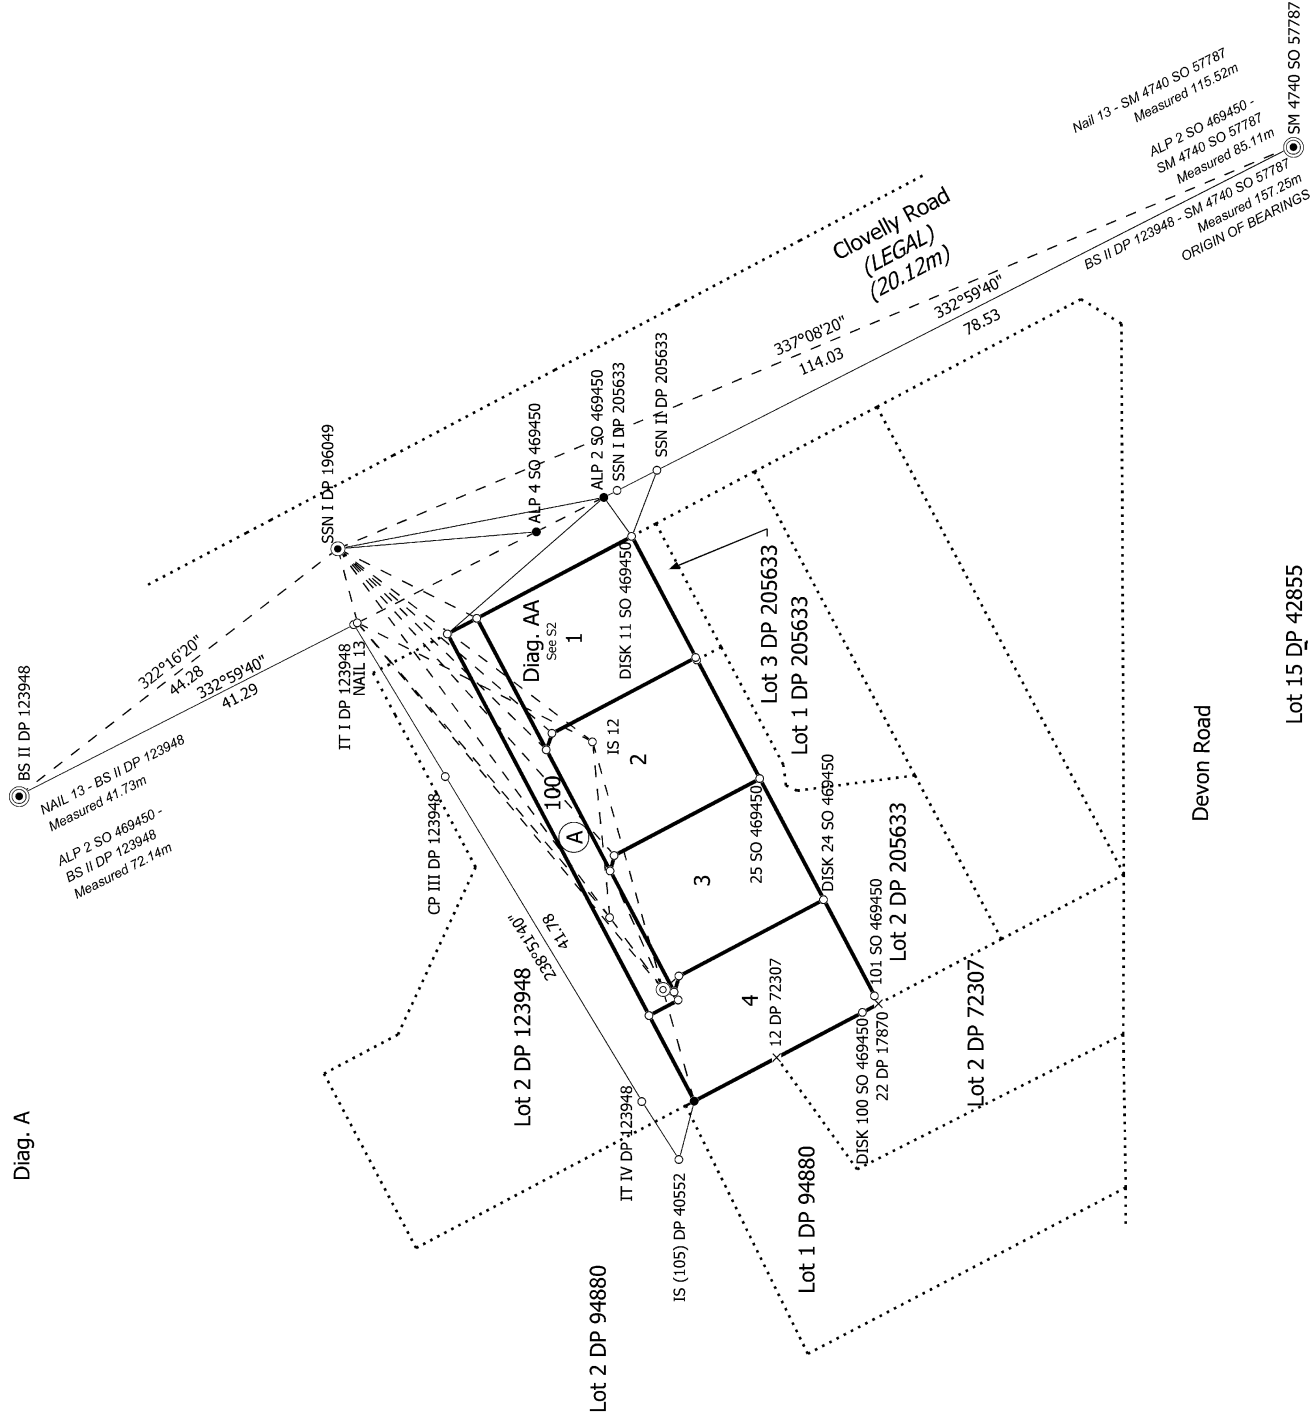 Diag. A
BS II DP 123948
322°16'20"
44.28
332°59'40"
41.29
NAIL 13 - BS II DP 123948
Measured 41.73m
ALP 2 SO 469450 -
BS II DP 123948
Measured 72.14m
SSN I DP 196049
IT I DP 123948
NAIL 13
CP III DP 123948
238°51'40"
41.78
ALP 4 SO 469450
ALP 2 SO 469450
SSN I DP 205633
SSN II DP 205633
Clovelly Road
(LEGAL)
(20.12m)
337°08'20"
114.03
332°59'40"
78.53
Nail 13 - SM 4740 SO 57787
Measured 115.52m
ALP 2 SO 469450 -
SM 4740 SO 57787
Measured 85.11m
BS II DP 123948 - SM 4740 SO 57787
Measured 157.25m
ORIGIN OF BEARINGS
SM 4740 SO 57787
Diag. AA
See S2
1
DISK 11 SO 469450
IS 12
2
100
A
3
25 SO 469450
DISK 24 SO 469450
4
12 DP 72307
101 SO 469450
DISK 100 SO 469450
22 DP 17870
Lot 3 DP 205633
Lot 1 DP 205633
Lot 2 DP 205633
Lot 2 DP 72307
Lot 2 DP 123948
IT IV DP 123948
IS (105) DP 40552
Lot 2 DP 94880
Lot 1 DP 94880
Devon Road
Lot 15 DP 42855